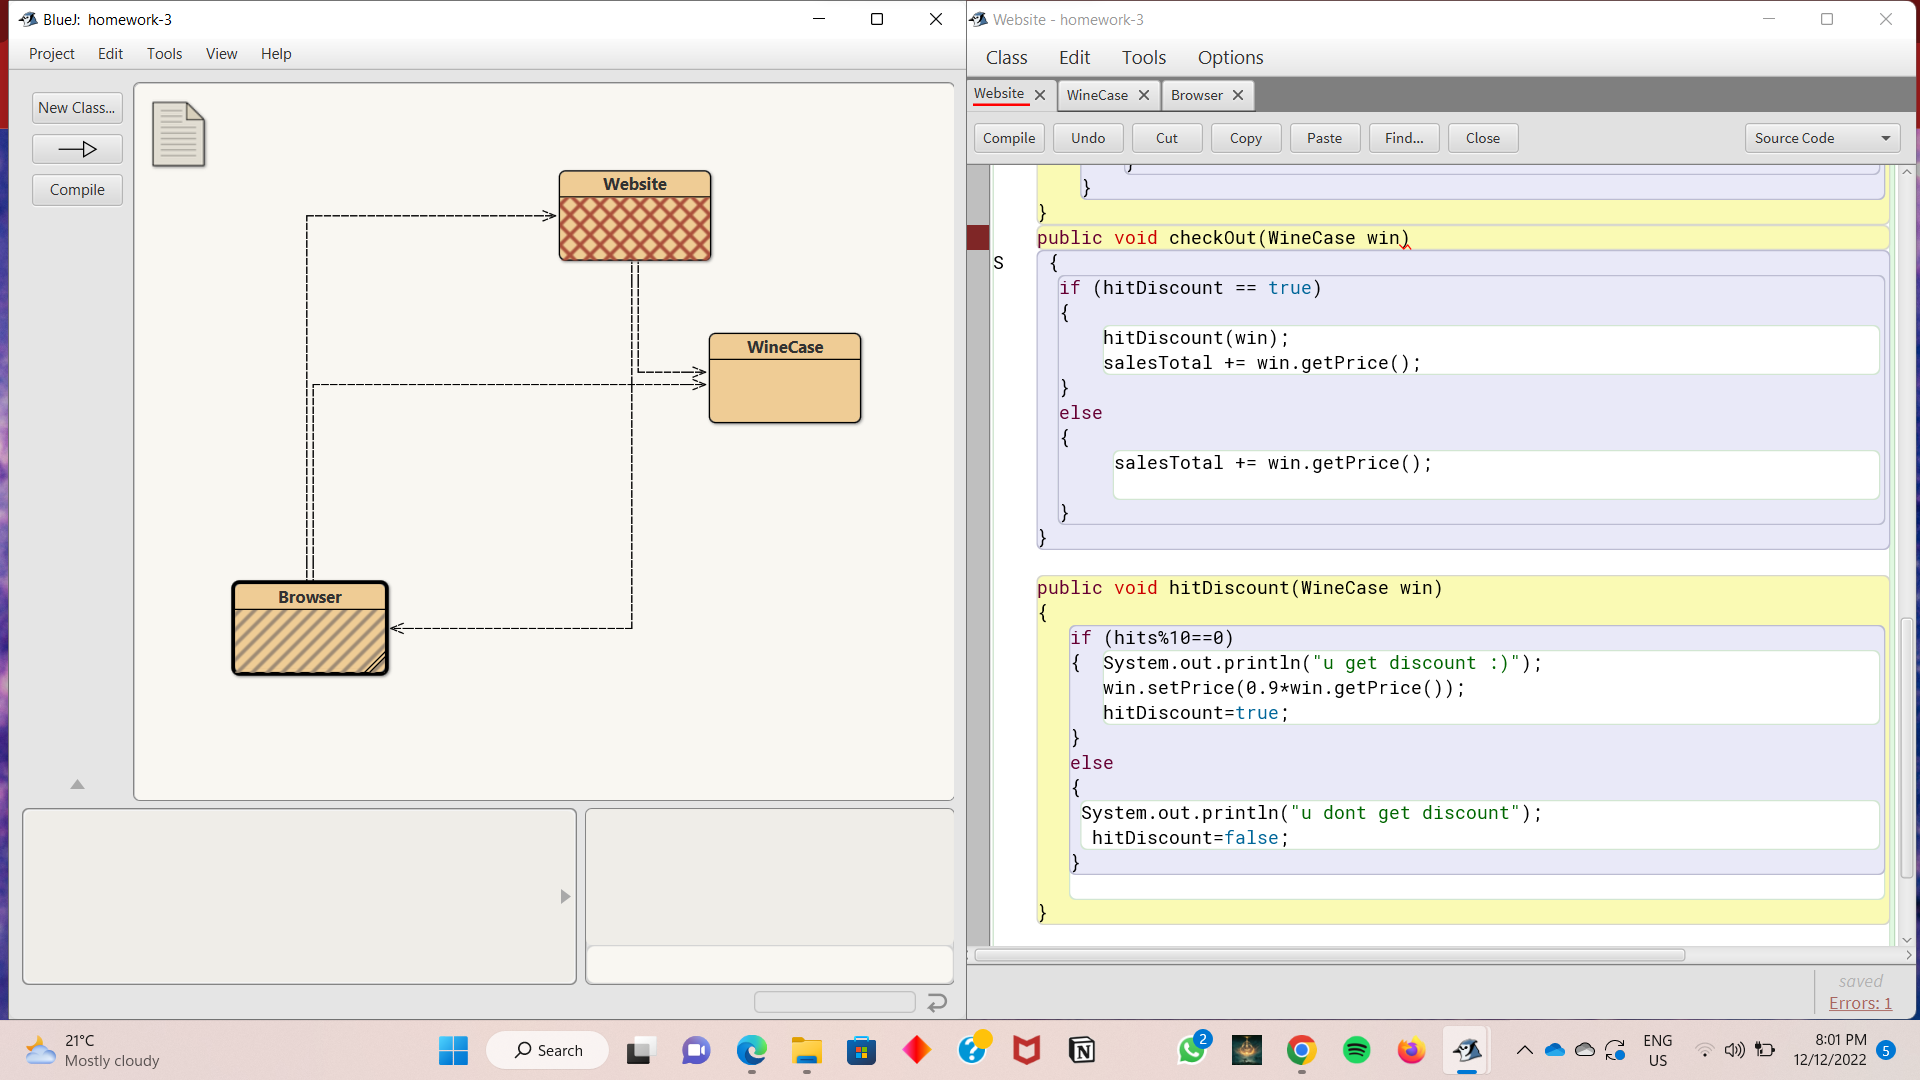 BlueJ: homework-3
Project Edit Tools View Help
New Class...
Compile
Website
WineCase
Browser
Website - homework-3
Class Edit Tools Options
Website WineCase Browser
Compile Undo Cut Copy Paste Find... Close Source Code
}
}
public void checkOut(WineCase win)
S {
if (hitDiscount == true)
{
hitDiscount(win);
salesTotal += win.getPrice();
}
else
{
salesTotal += win.getPrice();
}
}
public void hitDiscount(WineCase win)
{
if (hits%10==0)
{ System.out.println("u get discount :)");
win.setPrice(0.9*win.getPrice());
hitDiscount=true;
}
else
{
System.out.println("u dont get discount");
hitDiscount=false;
}
}
saved
Errors: 1
21°C
Mostly cloudy
Search
2
ENG
US
8:01 PM
12/12/2022
5